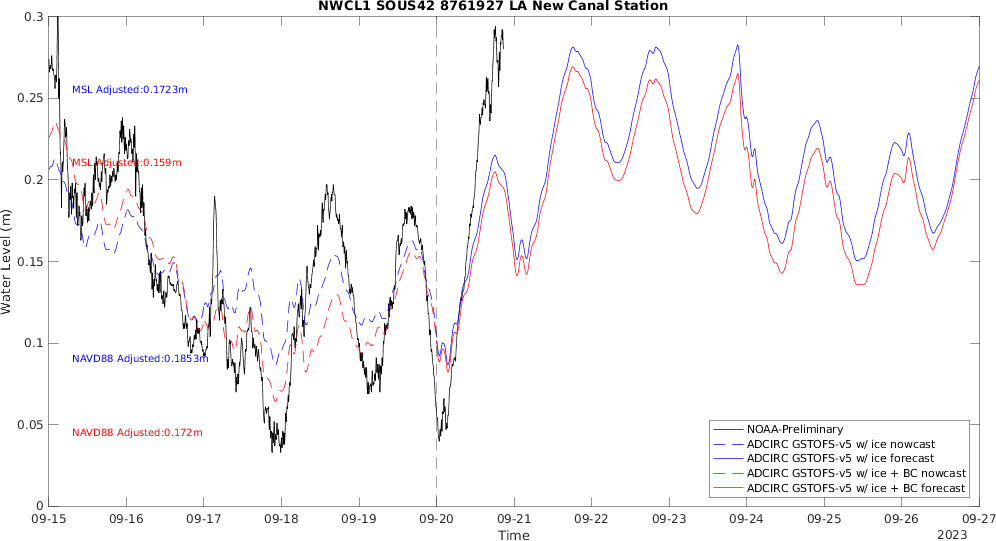 NWCL1 SOUS42 8761927 LA New Canal Station
Water Level (m)
0.3
0.25
0.2
0.15
0.1
0.05
0
MSL Adjusted:0.1723m
MSL Adjusted:0.159m
NAVD88 Adjusted:0.1853m
NAVD88 Adjusted:0.172m
NOAA-Preliminary
ADCIRC GSTOFS-v5 w/ ice nowcast
ADCIRC GSTOFS-v5 w/ ice forecast
ADCIRC GSTOFS-v5 w/ ice + BC nowcast
ADCIRC GSTOFS-v5 w/ ice + BC forecast
09-15 09-16 09-17 09-18 09-19 09-20 09-21 09-22 09-23 09-24 09-25 09-26 09-27
Time
2023